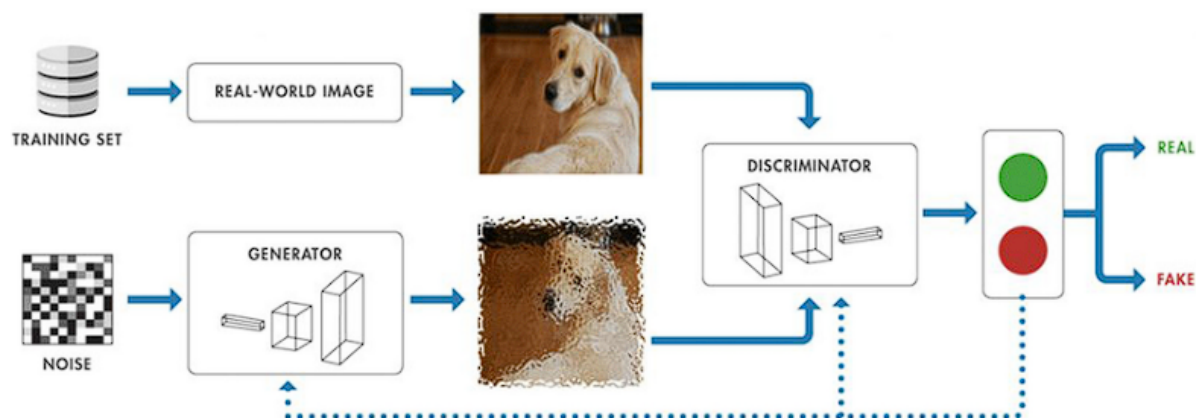 TRAINING SET
REAL-WORLD IMAGE
DISCRIMINATOR
REAL
FAKE
GENERATOR
NOISE